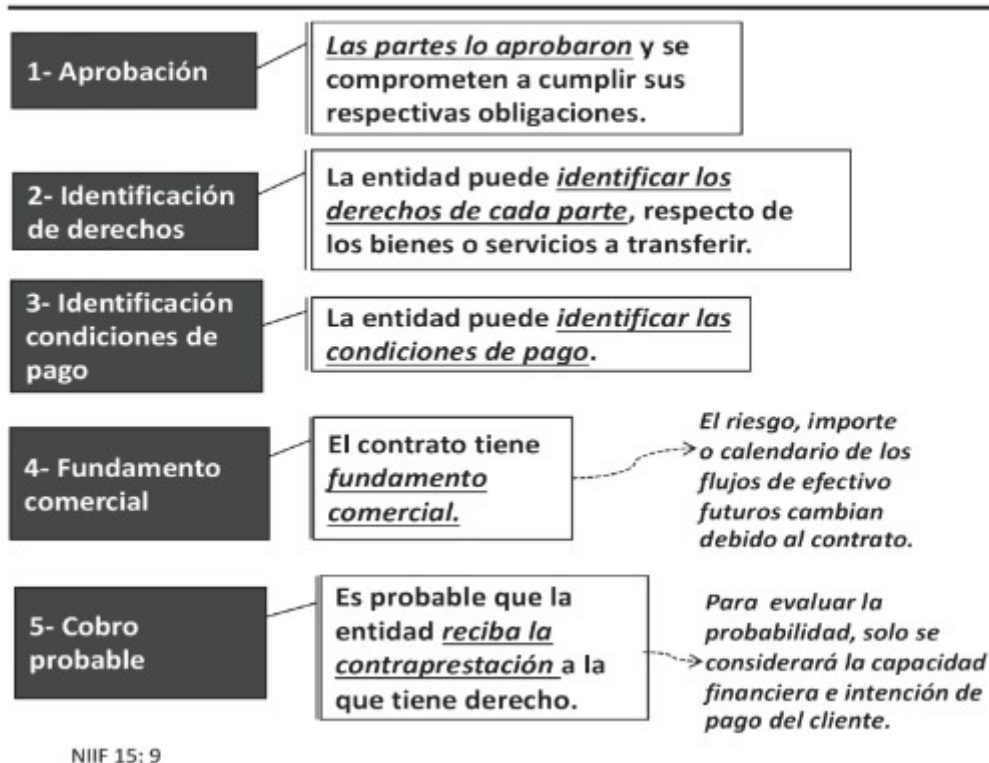 1- Aprobación
Las partes lo aprobaron y se
comprometen a cumplir sus
respectivas obligaciones.
2- Identificación
de derechos
La entidad puede identificar los
derechos de cada parte, respecto de
los bienes o servicios a transferir.
3- Identificación
condiciones de
pago
La entidad puede identificar las
condiciones de pago.
4- Fundamento
comercial
El contrato tiene
fundamento
comercial.
El riesgo, importe
o calendario de los
flujos de efectivo
futuros cambian
debido al contrato.
5- Cobro
probable
Es probable que la
entidad reciba la
contraprestación a la
que tiene derecho.
Para evaluar la
probabilidad, solo se
considerará la capacidad
financiera e intención de
pago del cliente.
NIIF 15: 9